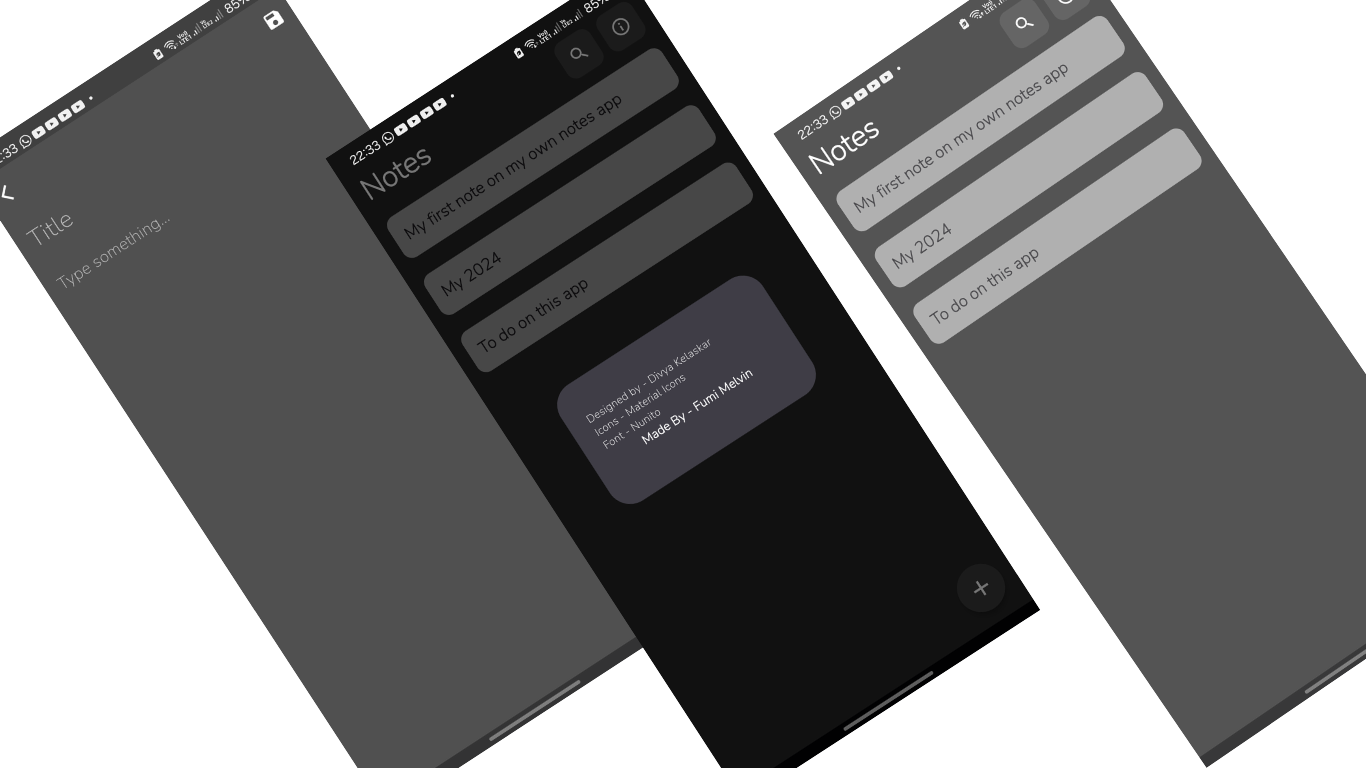 :33
85%
Title
Type something...
22:33
85%
Notes
My first note on my own notes app
My 2024
To do on this app
Designed by - Divya Kelaskar
Icons - Material Icons
Font - Nunito
Made By - Fumi Melvin
22:33
Notes
My first note on my own notes app
My 2024
To do on this app